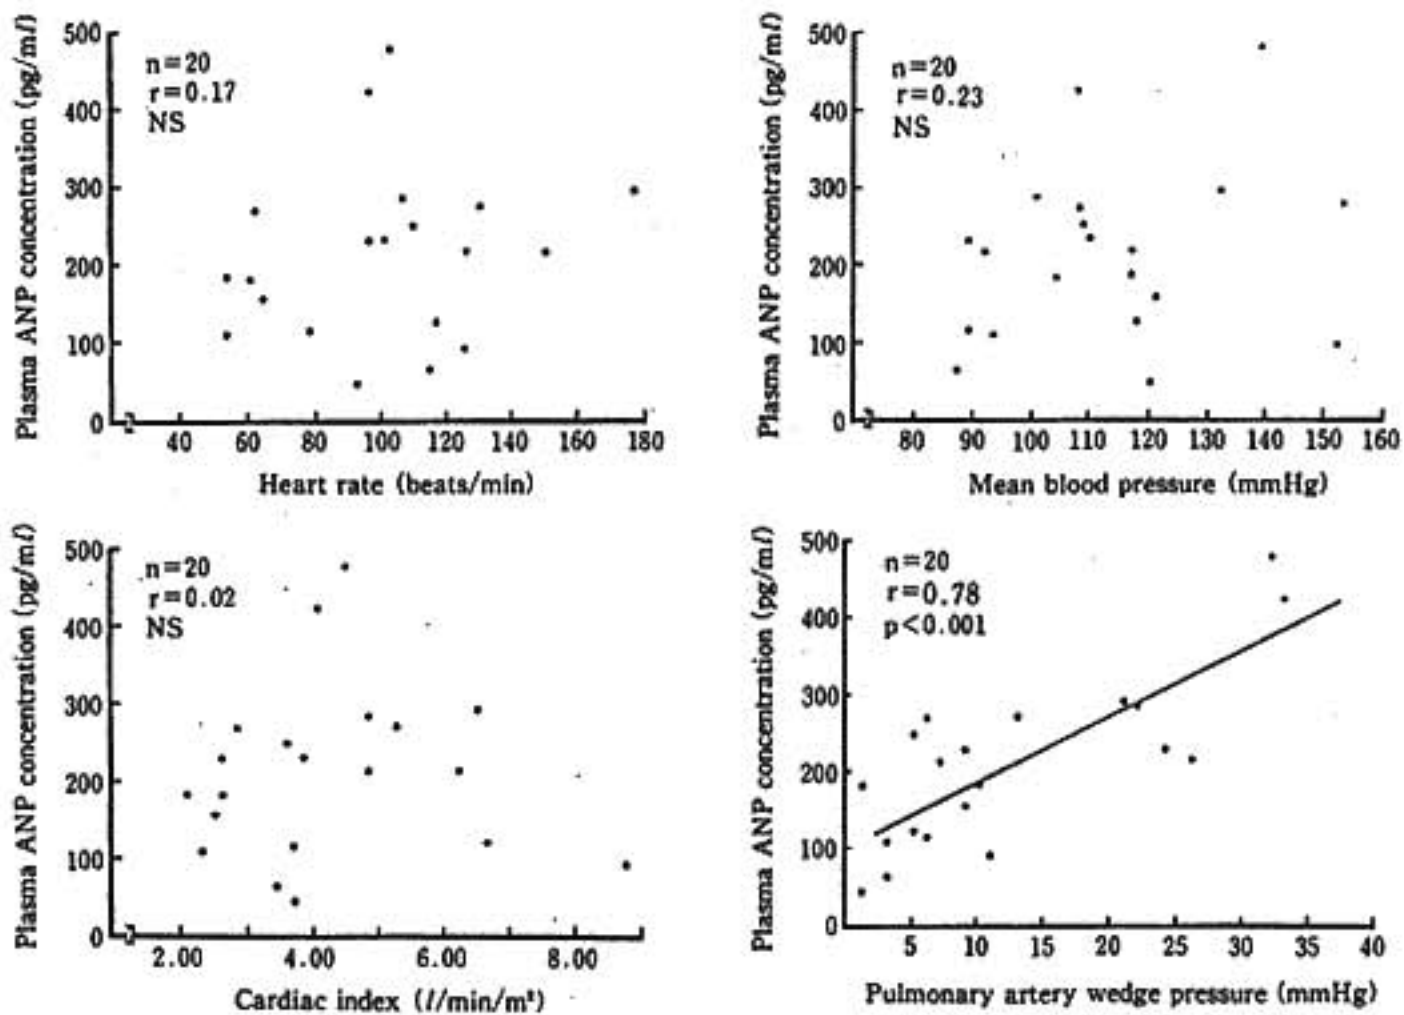 Plasma ANP concentration (pg/ml)
500
400
300
200
100
0
n=20
r=0.17
NS
40 60 80 100 120 140 160 180
Heart rate (beats/min)
Plasma ANP concentration (pg/ml)
500
400
300
200
100
0
n=20
r=0.23
NS
80 90 100 110 120 130 140 150 160
Mean blood pressure (mmHg)
Plasma ANP concentration (pg/ml)
500
400
300
200
100
0
n=20
r=0.02
NS
2.00 4.00 6.00 8.00
Cardiac index (l/min/m²)
Plasma ANP concentration (pg/ml)
500
400
300
200
100
0
n=20
r=0.78
p<0.001
5 10 15 20 25 30 35 40
Pulmonary artery wedge pressure (mmHg)